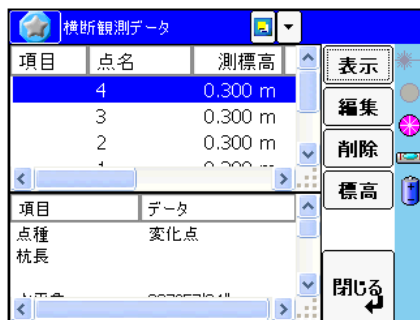 横断観測データ
項目 点名 測標高
4 0.300 m
3 0.300 m
2 0.300 m
表示
編集
削除
標高
閉じる
項目 データ
点種 変化点
杭長